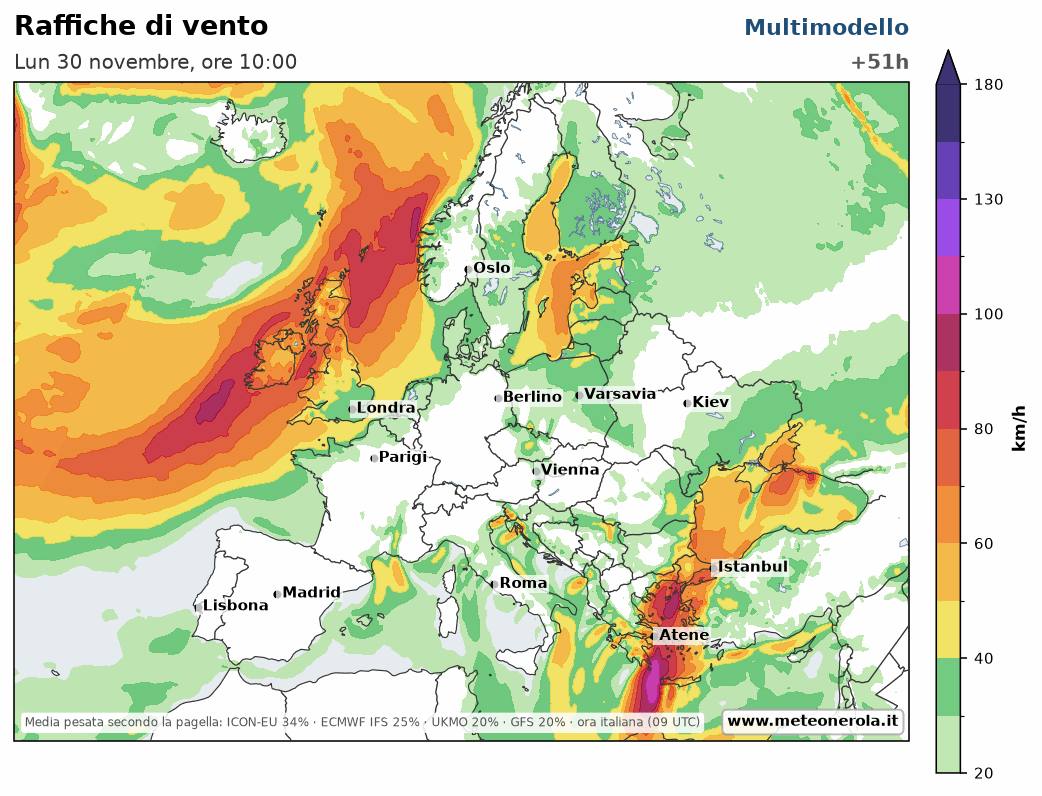 Raffiche di vento
Multimodello
Lun 30 novembre, ore 10:00
+51h
180
130
100
80
60
40
20
km/h
Oslo
Berlino
Varsavia
Kiev
Londra
Parigi
Vienna
Istanbul
Roma
Madrid
Lisbona
Atene
Media pesata secondo la pagella: ICON-EU 34% · ECMWF IFS 25% · UKMO 20% · GFS 20% · ora italiana (09 UTC)
www.meteonerola.it